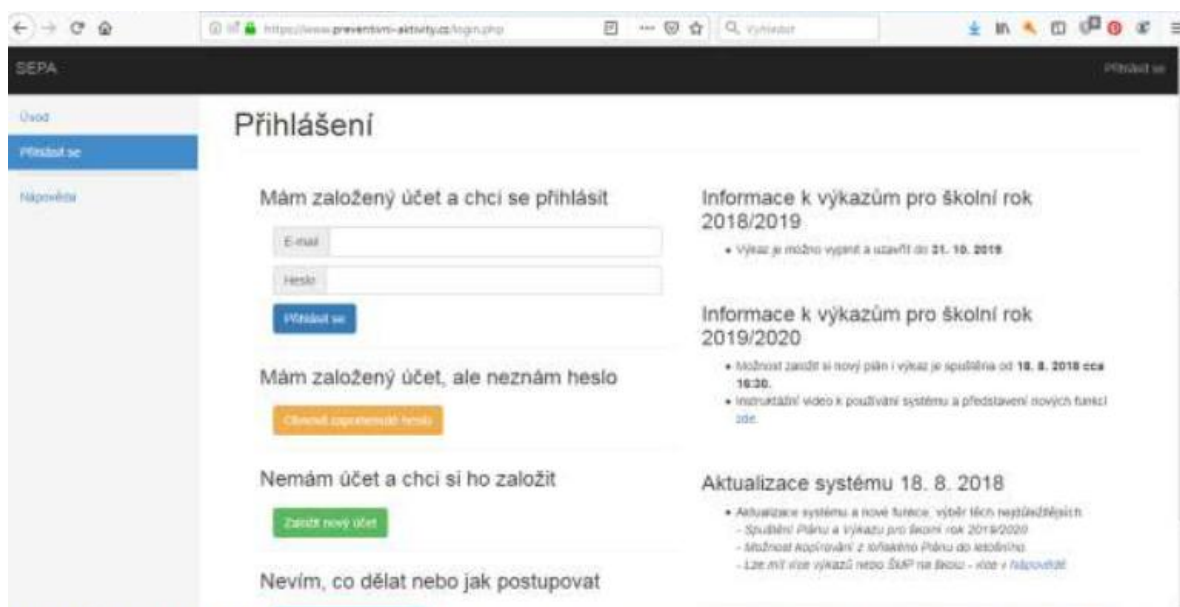 https://www.preventivni-aktivity.cz/login.php
Vyhledat
SEPA
Přihlásit se
Úvod
Přihlásit se
Nápověda
Přihlášení
Mám založený účet a chci se přihlásit
E-mail
Heslo
Přihlásit se
Mám založený účet, ale neznám heslo
Obnovit zapomenuté heslo
Nemám účet a chci si ho založit
Založit nový účet
Nevím, co dělat nebo jak postupovat
Informace k výkazům pro školní rok
2018/2019
• Výkaz je možno vyplnit a uzavřít do 31. 10. 2019
Informace k výkazům pro školní rok
2019/2020
• Možnost založit si nový plán i výkaz je spuštěna od 18. 8. 2018 cca
16:30.
• Instruktážní video k používání systému a představení nových funkcí
zde.
Aktualizace systému 18. 8. 2018
• Aktualizace systému a nové funkce, výběr těch nejdůležitějších
- Spuštění Plánu a Výkazu pro školní rok 2019/2020
- Možnost kopírování z loňského Plánu do letošního
- Lze mít více výkazů nebo ŠMP na školu - více v Nápovědě